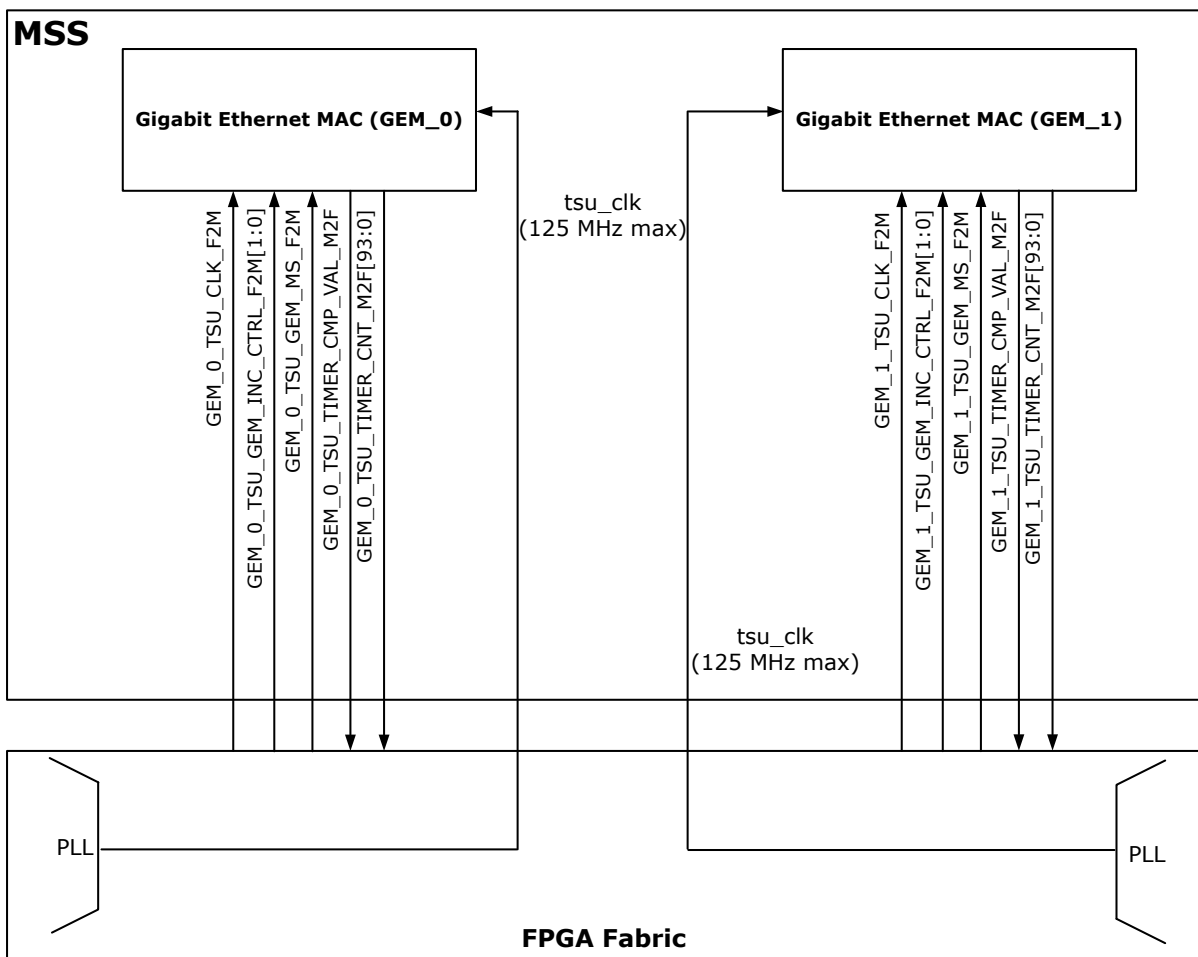 MSS
Gigabit Ethernet MAC (GEM_0)
Gigabit Ethernet MAC (GEM_1)
GEM_0_TSU_CLK_F2M
GEM_0_TSU_GEM_INC_CTRL_F2M[1:0]
GEM_0_TSU_GEM_MS_F2M
GEM_0_TSU_TIMER_CMP_VAL_M2F
GEM_0_TSU_TIMER_CNT_M2F[93:0]
tsu_clk
(125 MHz max)
GEM_1_TSU_CLK_F2M
GEM_1_TSU_GEM_INC_CTRL_F2M[1:0]
GEM_1_TSU_GEM_MS_F2M
GEM_1_TSU_TIMER_CMP_VAL_M2F
GEM_1_TSU_TIMER_CNT_M2F[93:0]
tsu_clk
(125 MHz max)
PLL
PLL
FPGA Fabric